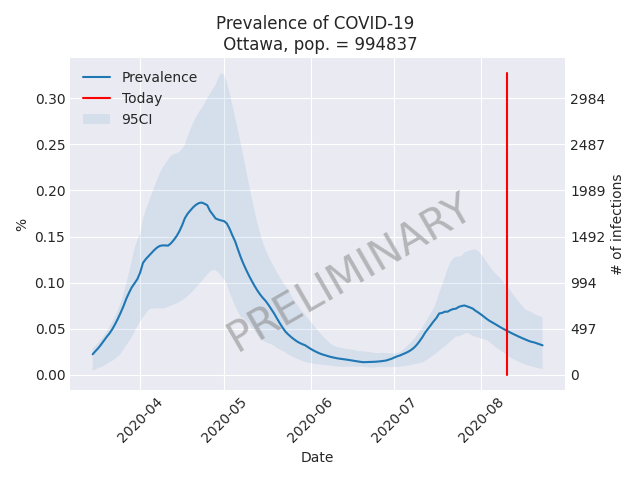 Prevalence of COVID-19
Ottawa, pop. = 994837
Prevalence
Today
95CI
0.30
0.25
0.20
0.15
0.10
0.05
0.00
%
2984
2487
1989
1492
994
497
0
# of infections
PRELIMINARY
2020-04
2020-05
2020-06
2020-07
2020-08
Date